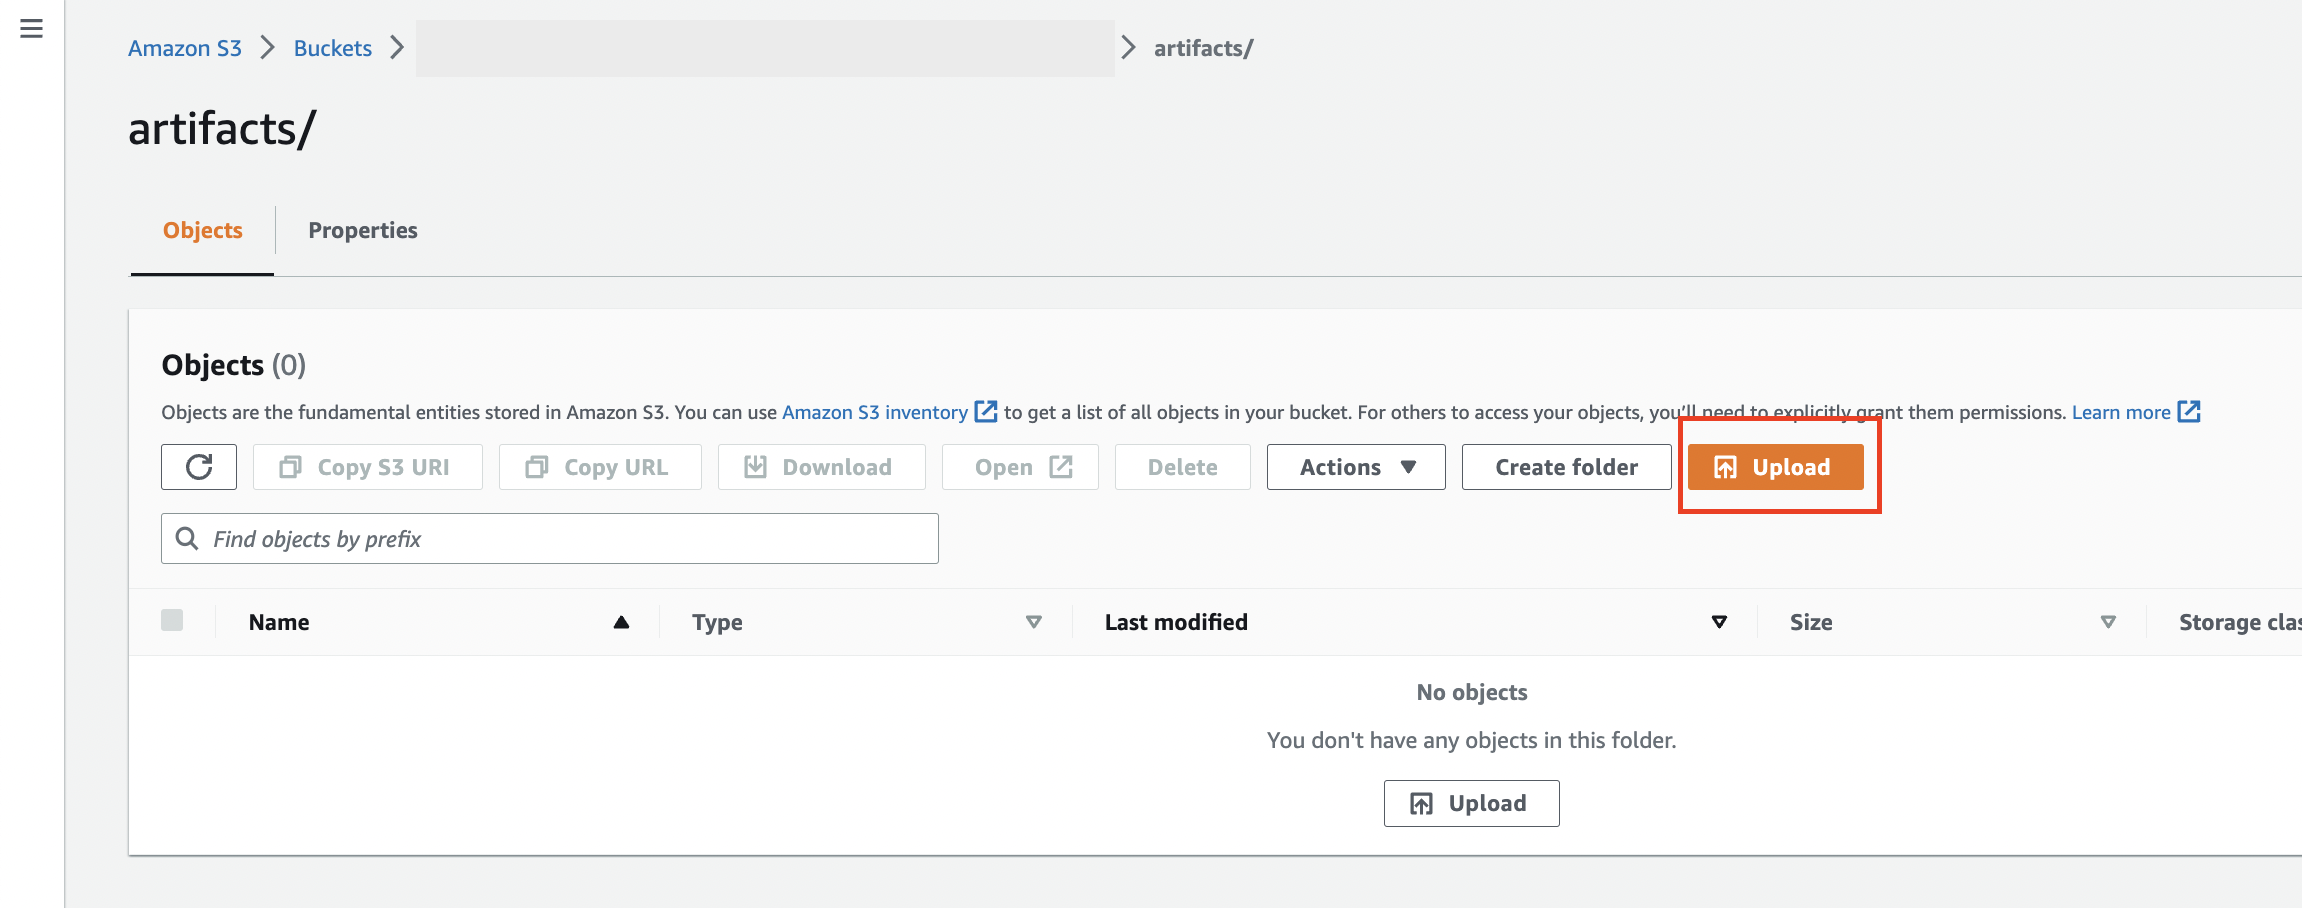 Amazon S3 > Buckets > > artifacts/
artifacts/
Objects Properties
Objects (0)
Objects are the fundamental entities stored in Amazon S3. You can use Amazon S3 inventory to get a list of all objects in your bucket. For others to access your objects, you'll need to explicitly grant them permissions. Learn more
Copy S3 URI Copy URL Download Open Delete Actions Create folder Upload
Find objects by prefix
Name Type Last modified Size Storage clas
No objects
You don't have any objects in this folder.
Upload